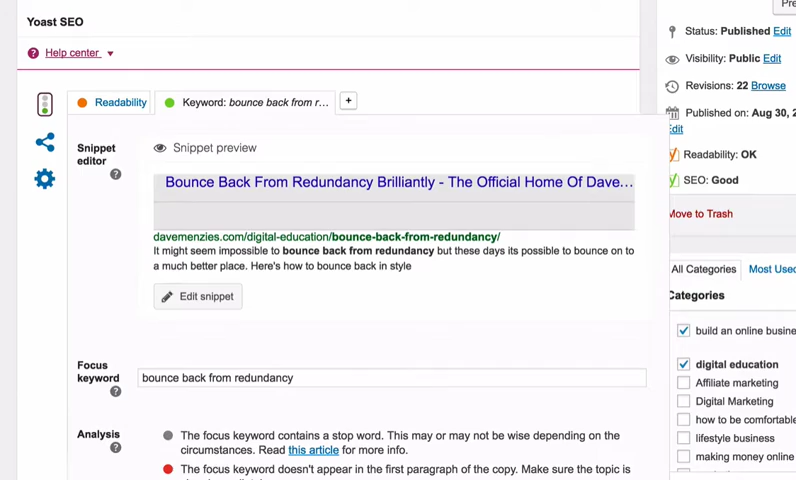 Yoast SEO
Help center
Readability
Keyword: bounce back from r...
+
Snippet editor
Snippet preview
Bounce Back From Redundancy Brilliantly - The Official Home Of Dave...
davemenzies.com/digital-education/bounce-back-from-redundancy/
It might seem impossible to bounce back from redundancy but these days its possible to bounce on to
a much better place. Here's how to bounce back in style
Edit snippet
Focus keyword
bounce back from redundancy
Analysis
The focus keyword contains a stop word. This may or may not be wise depending on the
circumstances. Read this article for more info.
The focus keyword doesn't appear in the first paragraph of the copy. Make sure the topic is
Pre
Status: Published Edit
Visibility: Public Edit
Revisions: 22 Browse
Published on: Aug 30, 2
Edit
Readability: OK
SEO: Good
Move to Trash
All Categories
Most Used
Categories
build an online busine
digital education
Affiliate marketing
Digital Marketing
how to be comfortable
lifestyle business
making money online